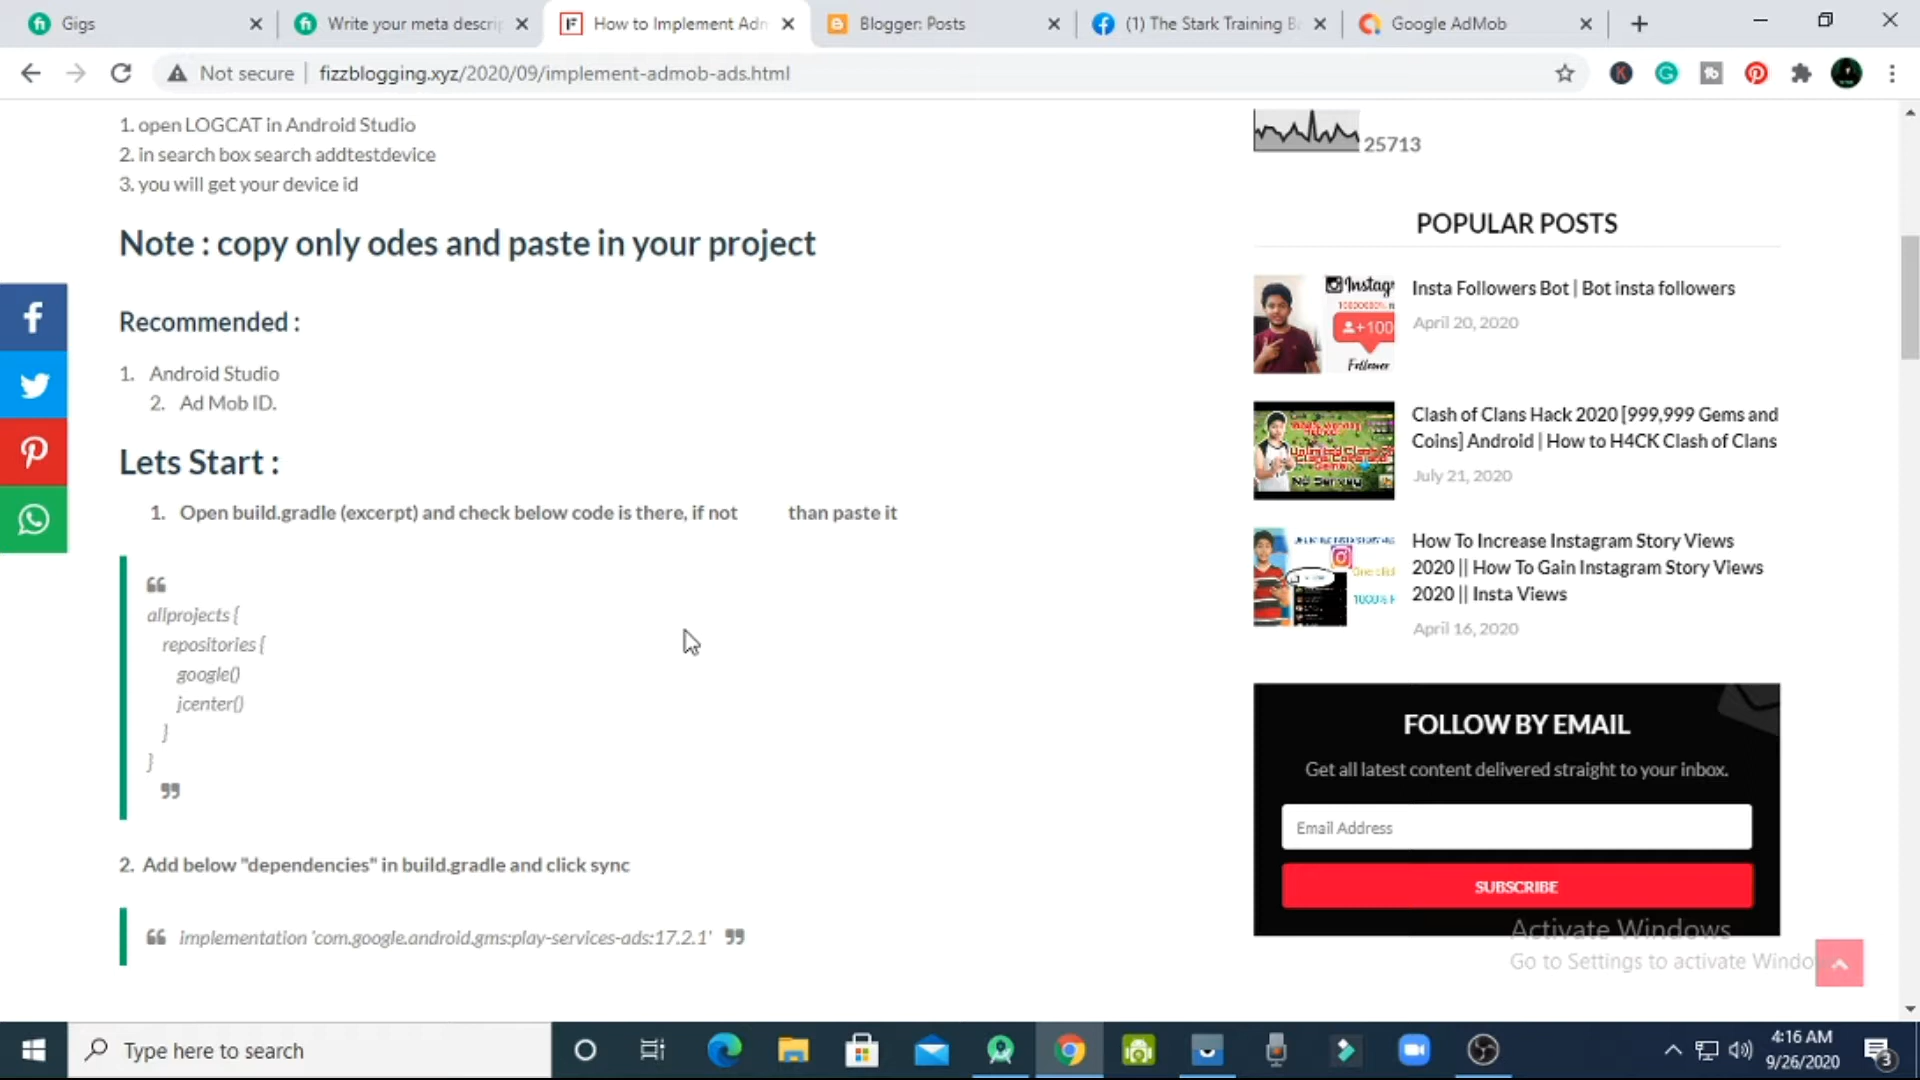 Gigs
Write your meta descrip
How to Implement Adm
Blogger: Posts
(1) The Stark Training B
Google AdMob
Not secure
fizzblogging.xyz/2020/09/implement-admob-ads.html
1. open LOGCAT in Android Studio
2. in search box search addtestdevice
3. you will get your device id
Note : copy only odes and paste in your project
Recommended :
1. Android Studio
2. Ad Mob ID.
Lets Start :
1. Open build.gradle (excerpt) and check below code is there, if not than paste it
allprojects {
repositories {
google()
jcenter()
}
}
2. Add below "dependencies" in build.gradle and click sync
implementation 'com.google.android.gms:play-services-ads:17.2.1'
25713
POPULAR POSTS
Insta Followers Bot | Bot insta followers
April 20, 2020
Clash of Clans Hack 2020 [999,999 Gems and
Coins] Android | How to H4CK Clash of Clans
July 21, 2020
How To Increase Instagram Story Views
2020 || How To Gain Instagram Story Views
2020 || Insta Views
April 16, 2020
FOLLOW BY EMAIL
Get all latest content delivered straight to your inbox.
Email Address
SUBSCRIBE
Activate Windows
Go to Settings to activate Windo
Type here to search
4:16 AM
9/26/2020
3